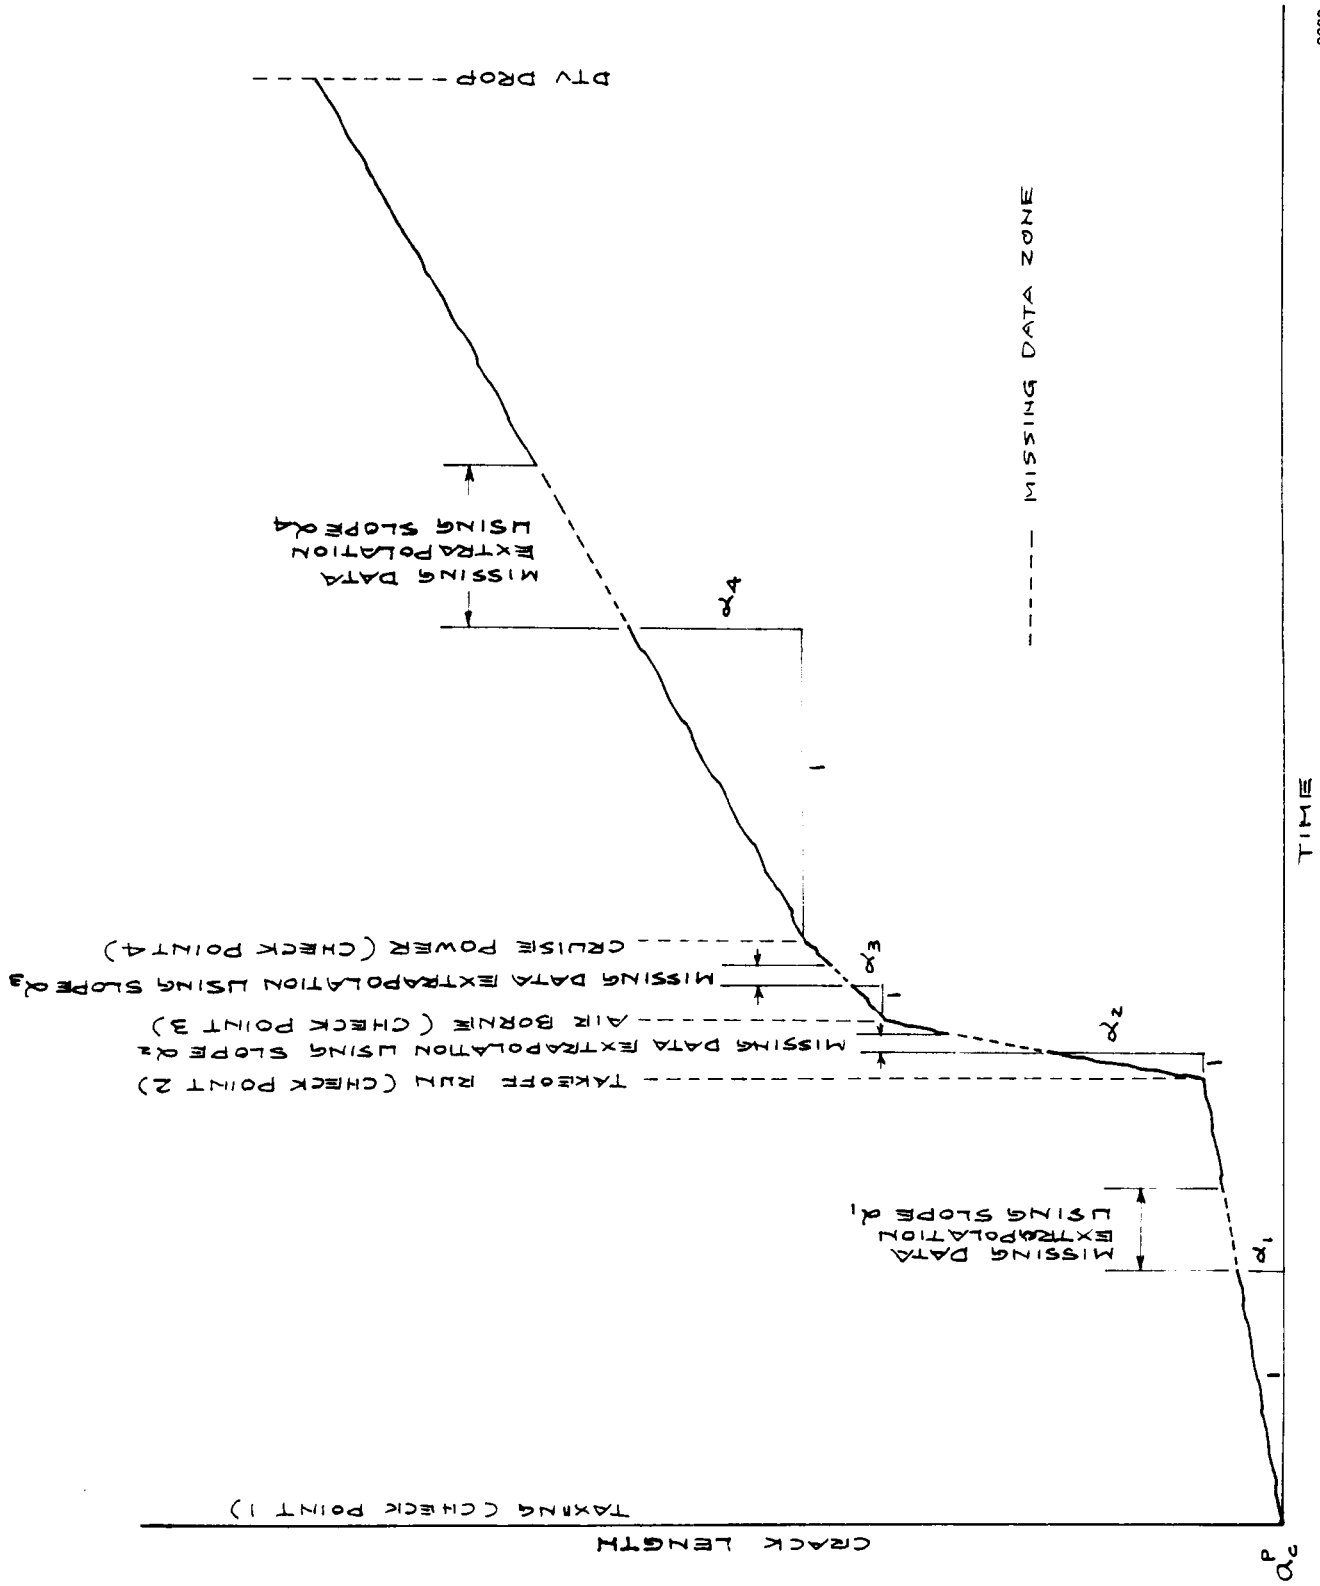 CRACK LENGTH
TAXING (CHECK POINT 1)
TAKEOFF RUN (CHECK POINT 2)
MISSING DATA EXTRAPOLATION USING SLOPE α2
AIR BORNE (CHECK POINT 3)
MISSING DATA EXTRAPOLATION USING SLOPE α3
CRUISE POWER (CHECK POINT 4)
MISSING DATA
EXTRAPOLATION
USING SLOPE α4
DTV DROP
MISSING DATA
EXTRAPOLATION
USING SLOPE α1
α1
1
α2
1
α3
1
α4
1
MISSING DATA ZONE
TIME